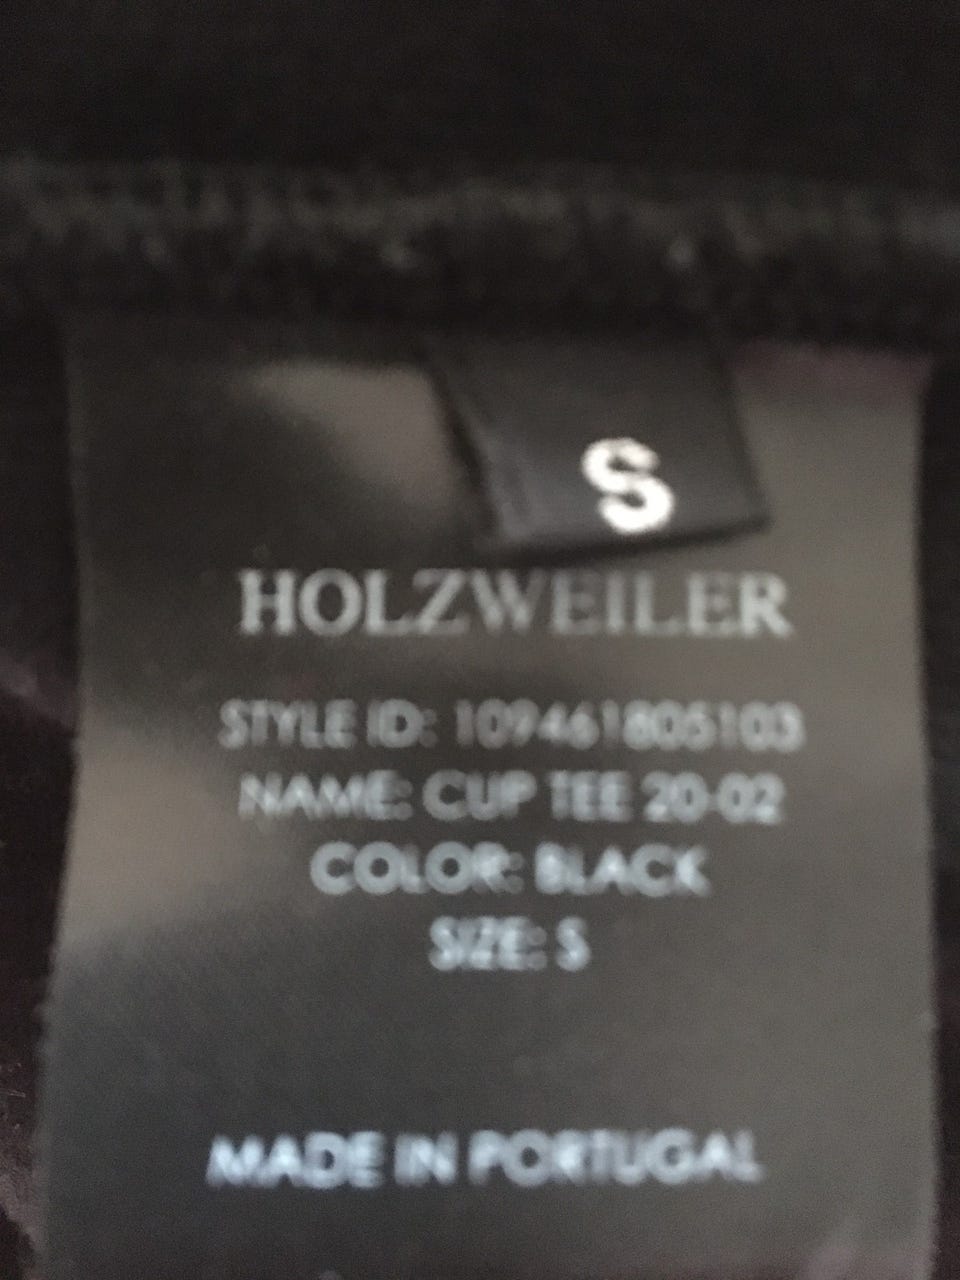 S
HOLZWEILER
STYLE ID: 109461805103
NAME: CUP TEE 20-02
COLOR: BLACK
SIZE: S
MADE IN PORTUGAL